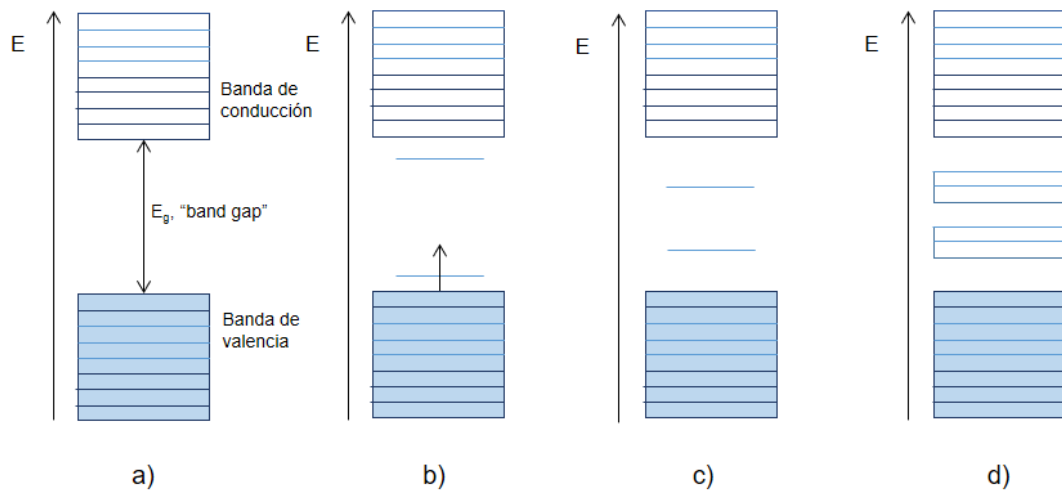 E
Banda de
conducción
E
E
E
Eg, “band gap”
Banda de
valencia
a)
b)
c)
d)